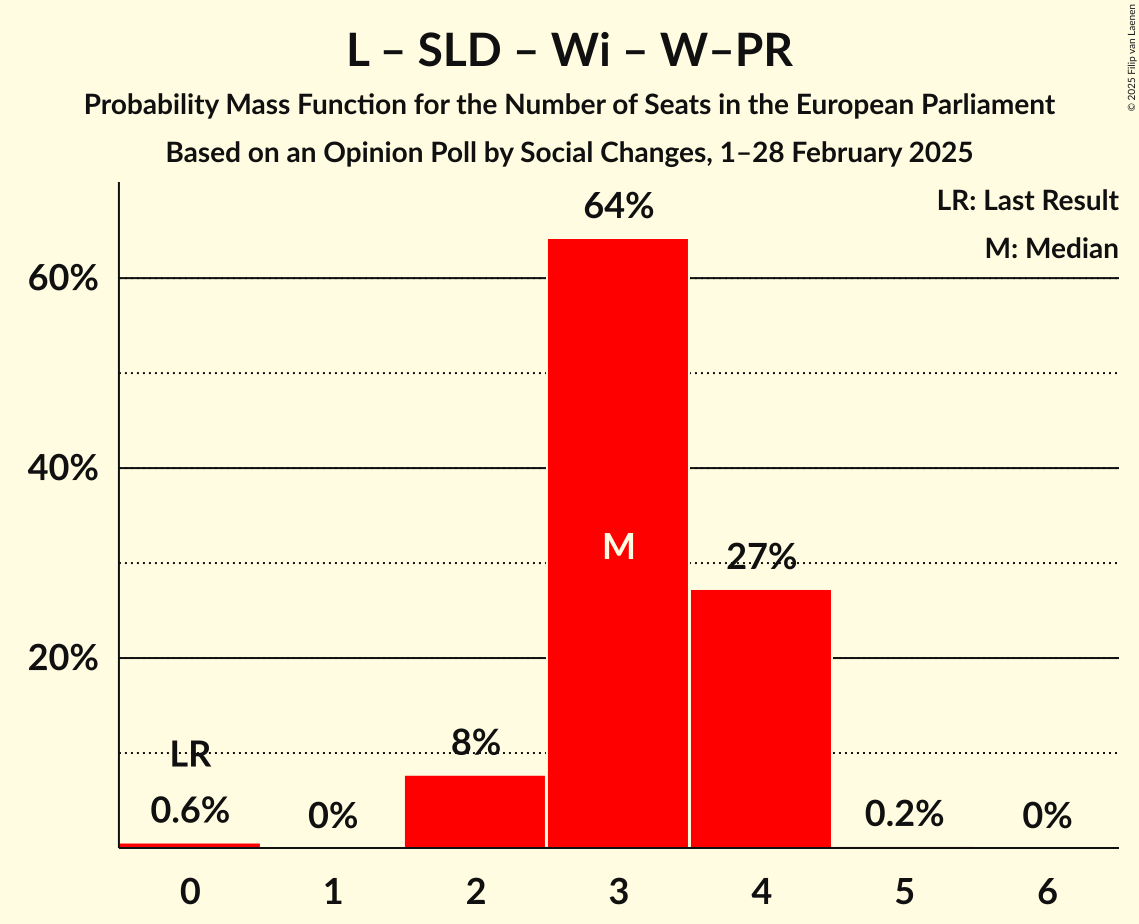 L – SLD – Wi – W–PR
Probability Mass Function for the Number of Seats in the European Parliament
Based on an Opinion Poll by Social Changes, 1–28 February 2025
© 2025 Filip van Laenen
LR: Last Result
M: Median
64%
60%
40%
M
27%
20%
LR
8%
0.6%
0%
0.2%
0%
0 1 2 3 4 5 6